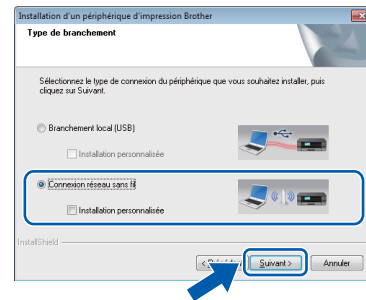 Installation d'un périphérique d'impression Brother
Type de branchement
Sélectionnez le type de connexion du périphérique que vous souhaitez installer, puis
cliquez sur Suivant.
Branchement local (USB)
Installation personnalisée
Connexion réseau sans fil
Installation personnalisée
InstallShield
Suivant >
Annuler